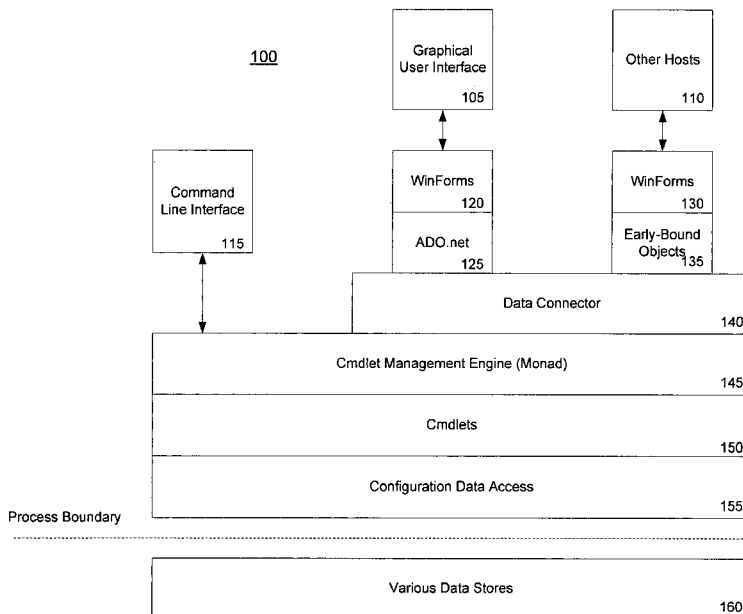 100
Graphical
User Interface
105
Other Hosts
110
Command
Line Interface
115
WinForms
120
ADO.net
125
WinForms
130
Early-Bound
Objects
135
Data Connector
140
Cmdlet Management Engine (Monad)
145
Cmdlets
150
Configuration Data Access
155
Process Boundary
Various Data Stores
160